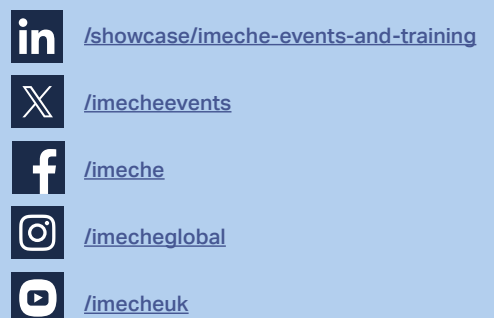 in /showcase/imeche-events-and-training
/imecheevents
/imeche
/imecheglobal
/imecheuk